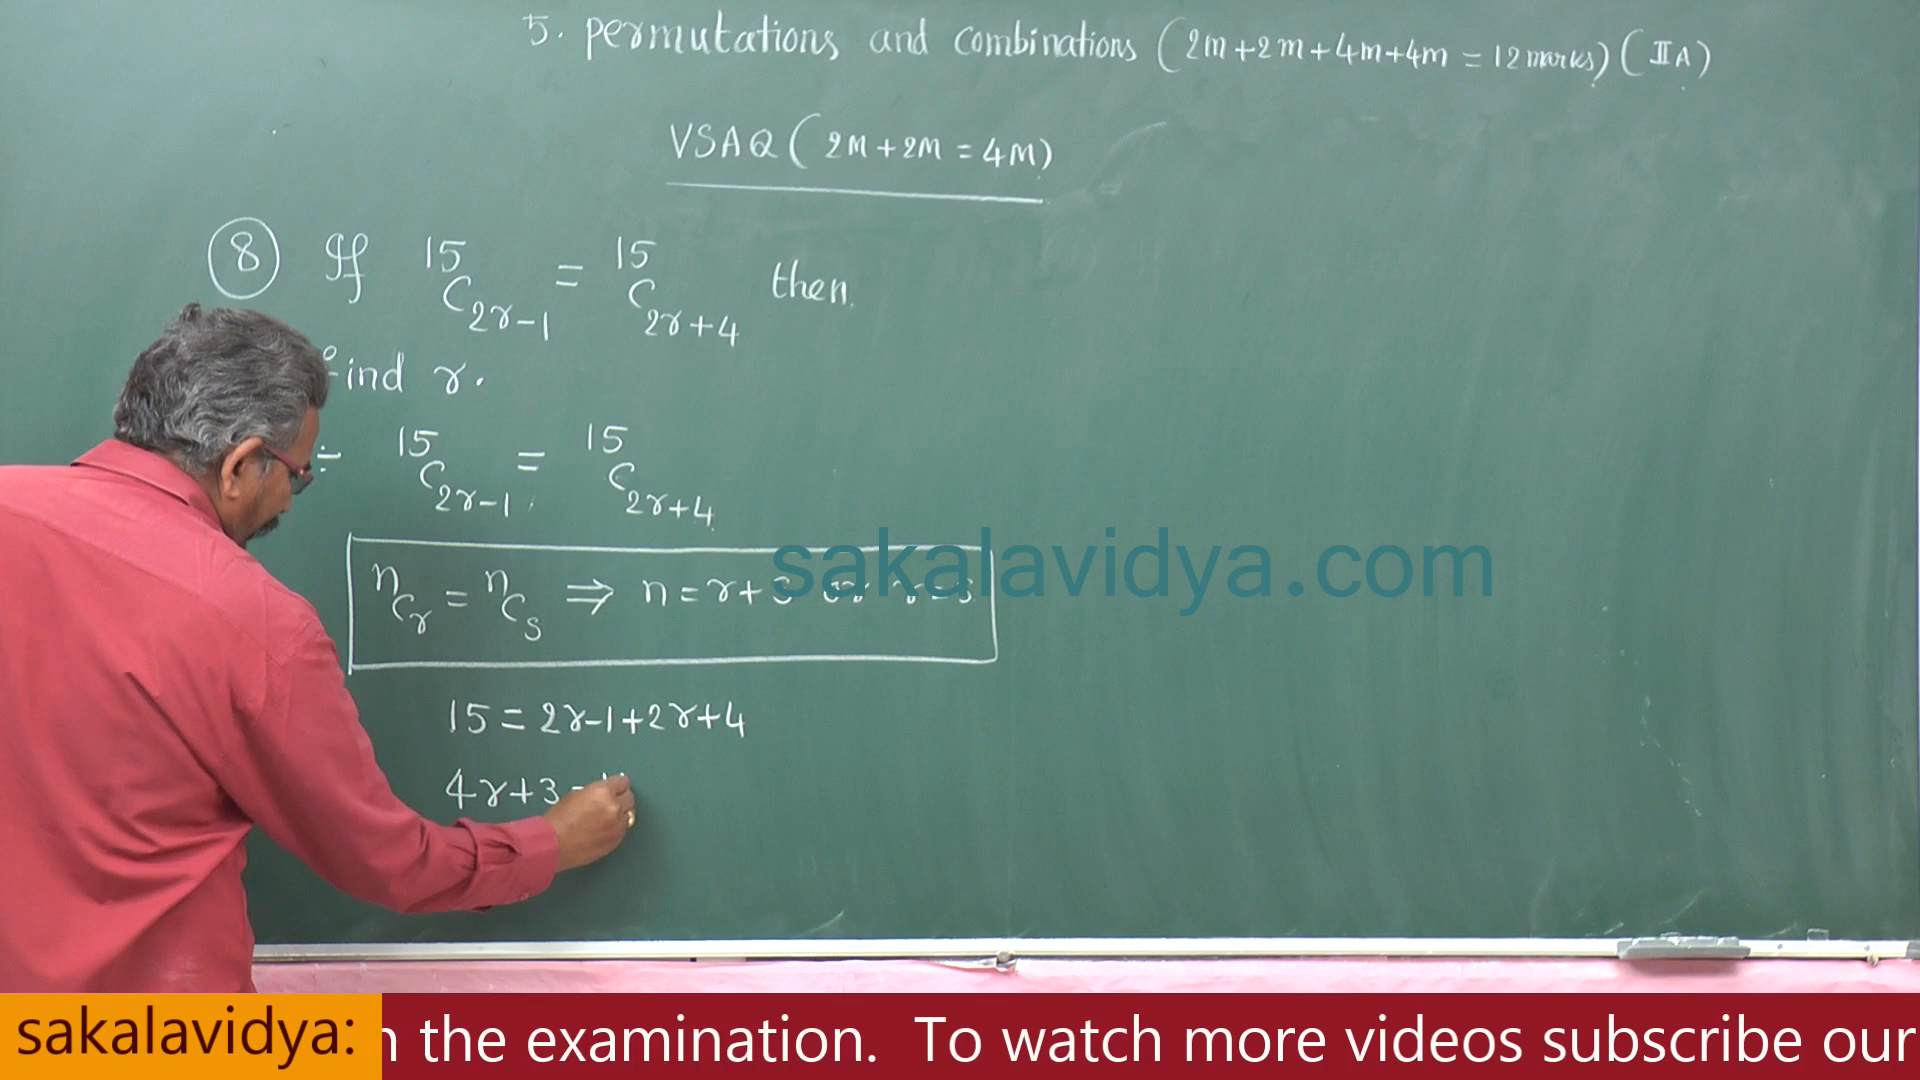 5. permutations and combinations (2m+2m+4m+4m = 12marks) (IIA)
VSAQ (2M+2M = 4M)
8 If 15C2r-1 = 15C2r+4 then
find r.
15C2r-1 = 15C2r+4
nCr = nCs ⇒ n = r+s or r=s
sakalavidya.com
15 = 2r-1+2r+4
4r+3 =
sakalavidya: n the examination. To watch more videos subscribe our